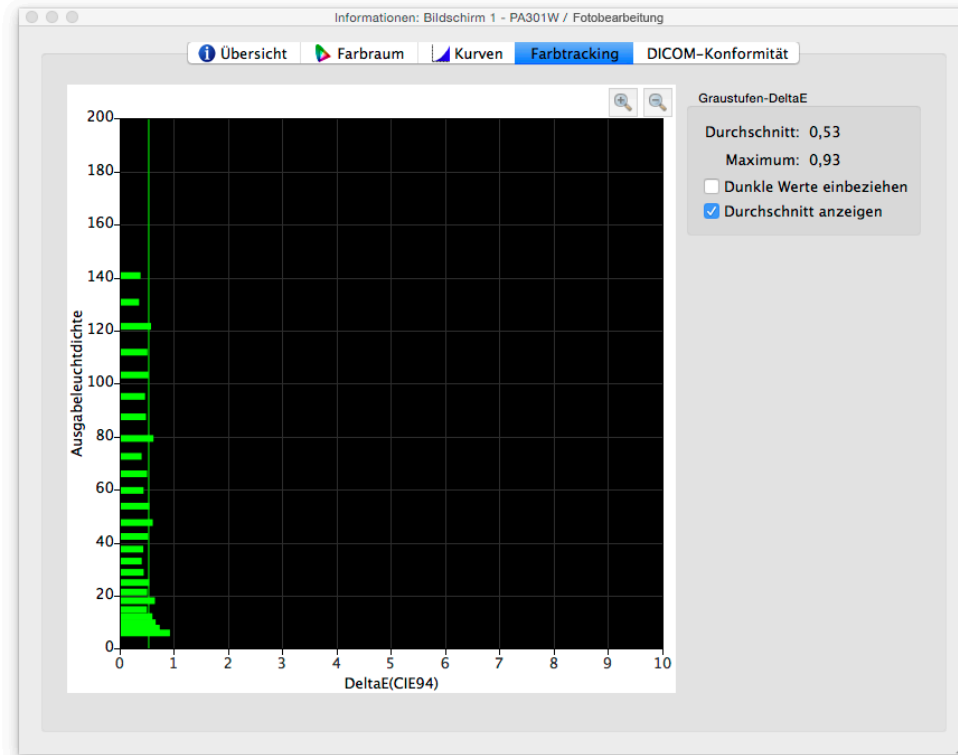 Informationen: Bildschirm 1 - PA301W / Fotobearbeitung
Übersicht Farbraum Kurven Farbtracking DICOM-Konformität
Graustufen-DeltaE
Durchschnitt: 0,53
Maximum: 0,93
Dunkle Werte einbeziehen
Durchschnitt anzeigen
200
180
160
140
120
100
80
60
40
20
0
Ausgabeleuchtdichte
0 1 2 3 4 5 6 7 8 9 10
DeltaE(CIE94)